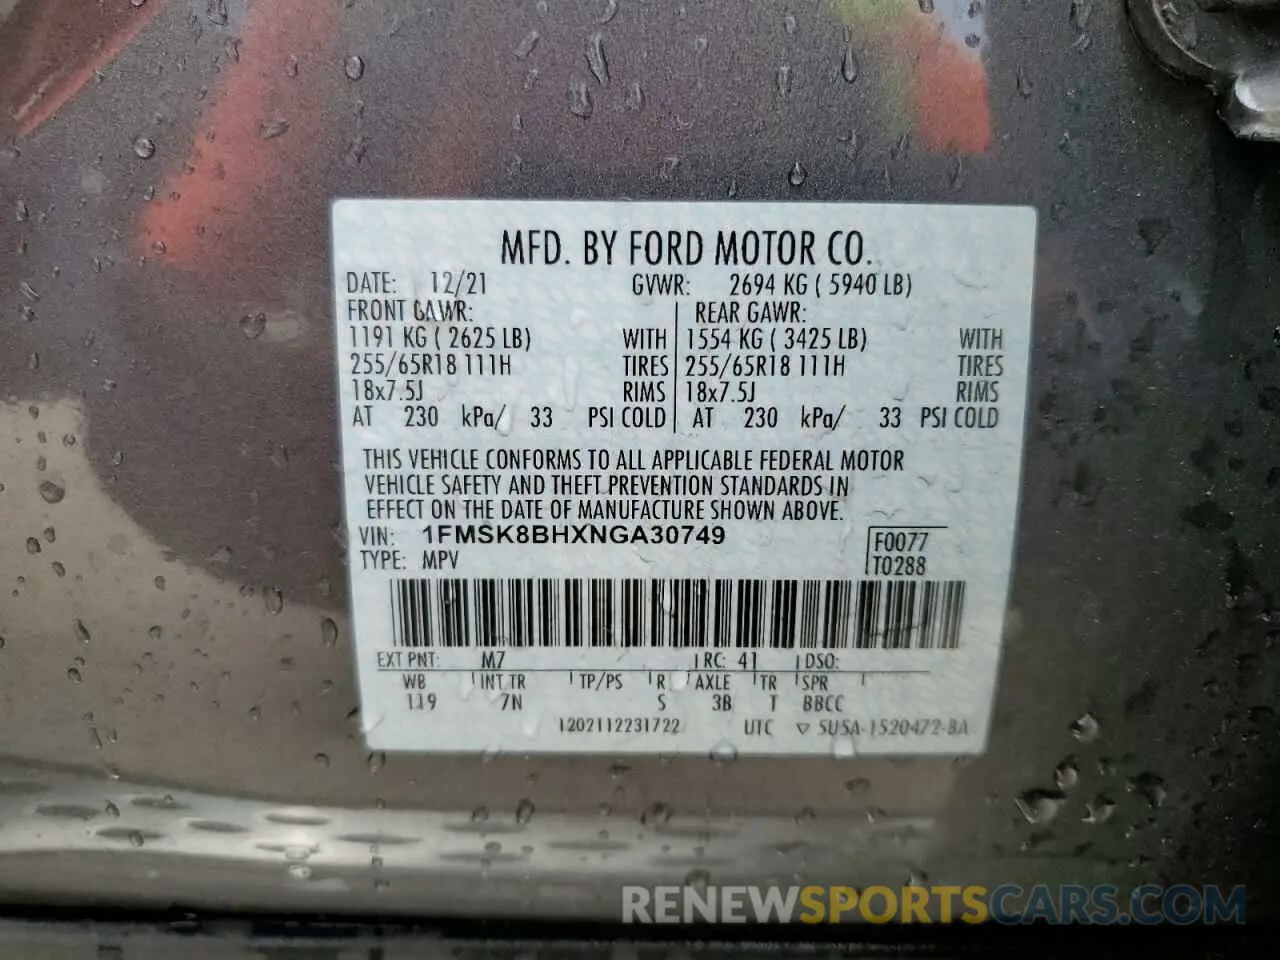 MFD. BY FORD MOTOR CO.
DATE: 12/21 GVWR: 2694 KG ( 5940 LB)
FRONT GAWR: REAR GAWR:
1191 KG ( 2625 LB) WITH 1554 KG ( 3425 LB) WITH
255/65R18 111H TIRES 255/65R18 111H TIRES
18x7.5J RIMS 18x7.5J RIMS
AT 230 kPa/ 33 PSI COLD AT 230 kPa/ 33 PSI COLD
THIS VEHICLE CONFORMS TO ALL APPLICABLE FEDERAL MOTOR
VEHICLE SAFETY AND THEFT PREVENTION STANDARDS IN
EFFECT ON THE DATE OF MANUFACTURE SHOWN ABOVE.
VIN: 1FMSK8BHXNGA30749 F0077
TYPE: MPV T0288
EXT PNT: M7 RC: 41 DSO:
WB INT TR TP/PS R AXLE TR SPR
119 7N S 3B T BBCC
1202112231722 UTC ▽ 5U5A-1520472-BA
RENEWSPORTSCARS.COM